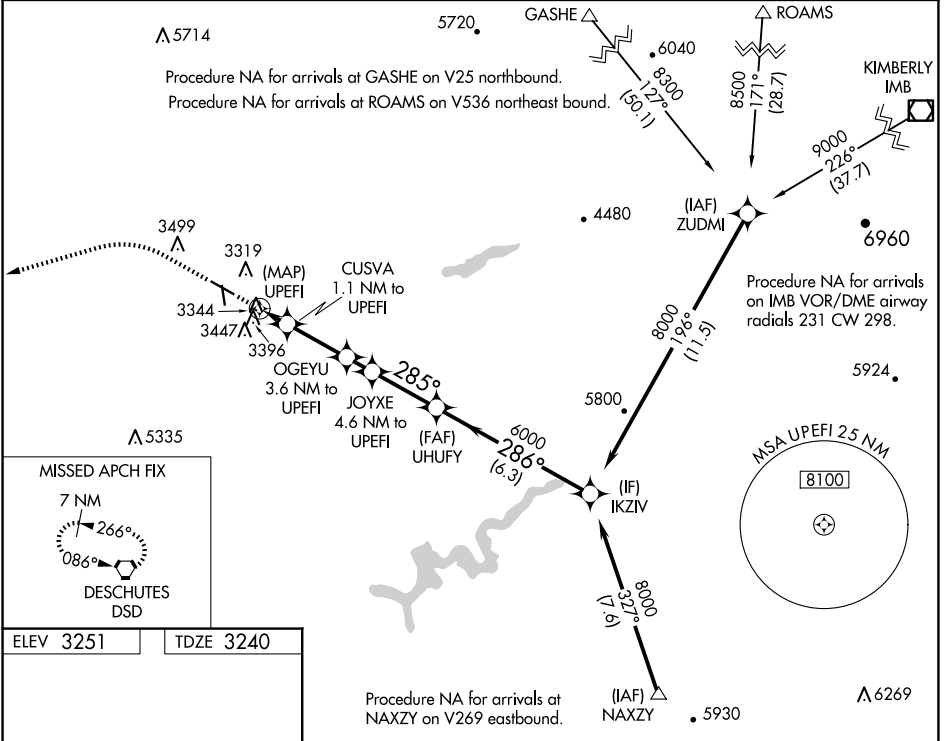 5714
5720
GASHE
ROAMS
6040
Procedure NA for arrivals at GASHE on V25 northbound.
Procedure NA for arrivals at ROAMS on V536 northeast bound.
8300
127°
(50.1)
8500
171°
(28.7)
KIMBERLY
IMB
9000
226°
(37.7)
(IAF)
ZUDMI
4480
6960
3499
3319
(MAP)
UPEFI
CUSVA
1.1 NM to
UPEFI
3344
3447
3396
Procedure NA for arrivals
on IMB VOR/DME airway
radials 231 CW 298.
8000
196°
(11.5)
OGEYU
3.6 NM to
UPEFI
JOYXE
4.6 NM to
UPEFI
285°
(FAF)
UHUFY
5924
5800
5335
6000
286°
(6.3)
(IF)
IKZIV
MSA UPEFI 25 NM
8100
MISSED APCH FIX
7 NM
266°
086°
DESCHUTES
DSD
8000
327°
(7.6)
ELEV 3251
TDZE 3240
Procedure NA for arrivals at
NAXZY on V269 eastbound.
(IAF)
NAXZY
5930
6269